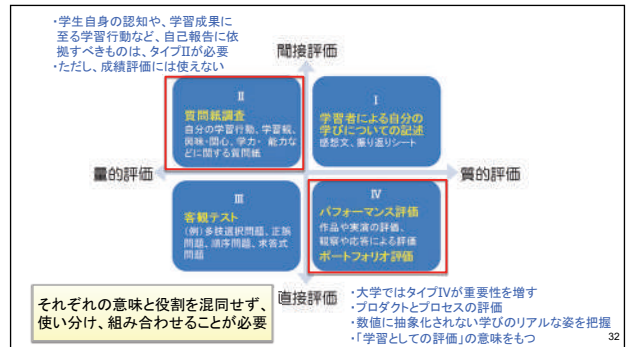 ・学生自身の認知や、学習成果に
至る学習行動など、自己報告に依
拠すべきものは、タイプIIが必要
・ただし、成績評価には使えない
間接評価
II
質問紙調査
自分の学習行動、学習観、
興味・関心、学力・ 能力な
どに関する質問紙
I
学習者による自分の
学びについての記述
感想文、振り返りシート
量的評価
質的評価
III
客観テスト
(例)多肢選択問題、正誤
問題、順序問題、求答式
問題
IV
パフォーマンス評価
作品や実演の評価、
観察や応答による評価
ポートフォリオ評価
直接評価
それぞれの意味と役割を混同せず、
使い分け、組み合わせることが必要
・大学ではタイプIVが重要性を増す
・プロダクトとプロセスの評価
・数値に抽象化されない学びのリアルな姿を把握
・「学習としての評価」の意味をもつ
32